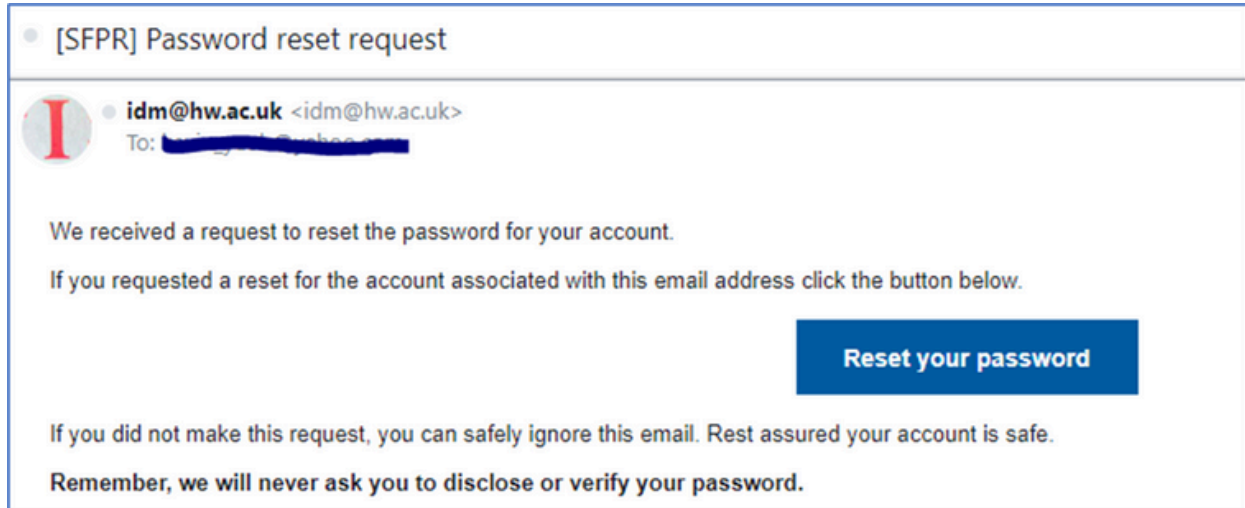 [SFPR] Password reset request
I
idm@hw.ac.uk <idm@hw.ac.uk>
To:
We received a request to reset the password for your account.
If you requested a reset for the account associated with this email address click the button below.
Reset your password
If you did not make this request, you can safely ignore this email. Rest assured your account is safe.
Remember, we will never ask you to disclose or verify your password.